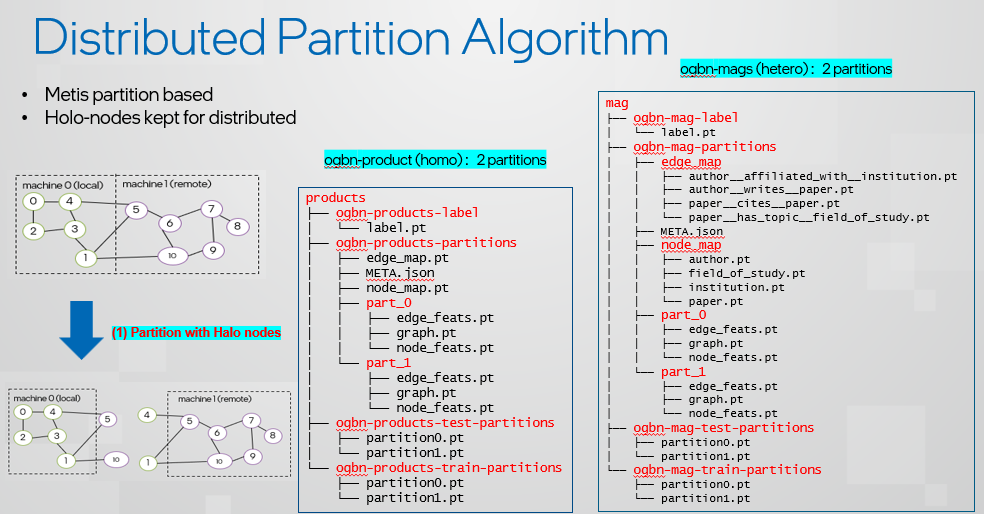 Distributed Partition Algorithm
• Metis partition based
• Holo-nodes kept for distributed
machine 0 (local)
machine 1 (remote)
0
4
2
3
1
5
6
7
8
10
9
(1) Partition with Halo nodes
machine 0 (local)
0
4
2
3
1
5
10
machine 1 (remote)
4
5
6
7
8
1
10
9
ogbn-product (homo) : 2 partitions
products
├── ogbn-products-label
│   └── label.pt
├── ogbn-products-partitions
│   ├── edge_map.pt
│   ├── META.json
│   ├── node_map.pt
│   ├── part_0
│   │   ├── edge_feats.pt
│   │   ├── graph.pt
│   │   └── node_feats.pt
│   └── part_1
│       ├── edge_feats.pt
│       ├── graph.pt
│       └── node_feats.pt
├── ogbn-products-test-partitions
│   ├── partition0.pt
│   └── partition1.pt
└── ogbn-products-train-partitions
    ├── partition0.pt
    └── partition1.pt
ogbn-mags (hetero) : 2 partitions
mag
├── ogbn-mag-label
│   └── label.pt
├── ogbn-mag-partitions
│   ├── edge_map
│   │   ├── author__affiliated_with__institution.pt
│   │   ├── author__writes__paper.pt
│   │   ├── paper__cites__paper.pt
│   │   └── paper__has_topic__field_of_study.pt
│   ├── META.json
│   ├── node_map
│   │   ├── author.pt
│   │   ├── field_of_study.pt
│   │   ├── institution.pt
│   │   └── paper.pt
│   ├── part_0
│   │   ├── edge_feats.pt
│   │   ├── graph.pt
│   │   └── node_feats.pt
│   └── part_1
│       ├── edge_feats.pt
│       ├── graph.pt
│       └── node_feats.pt
├── ogbn-mag-test-partitions
│   ├── partition0.pt
│   └── partition1.pt
└── ogbn-mag-train-partitions
    ├── partition0.pt
    └── partition1.pt